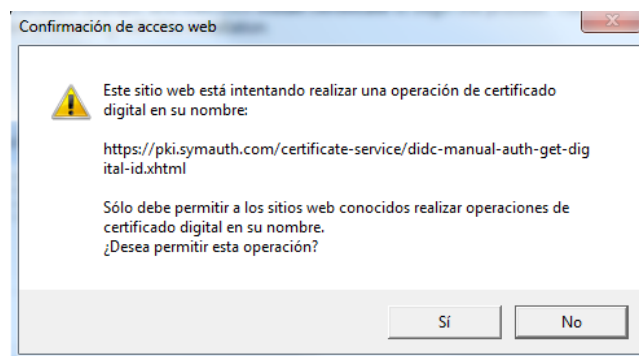 Confirmación de acceso web
Este sitio web está intentando realizar una operación de certificado
digital en su nombre:
https://pki.symauth.com/certificate-service/didc-manual-auth-get-dig
ital-id.xhtml
Sólo debe permitir a los sitios web conocidos realizar operaciones de
certificado digital en su nombre.
¿Desea permitir esta operación?
Sí
No